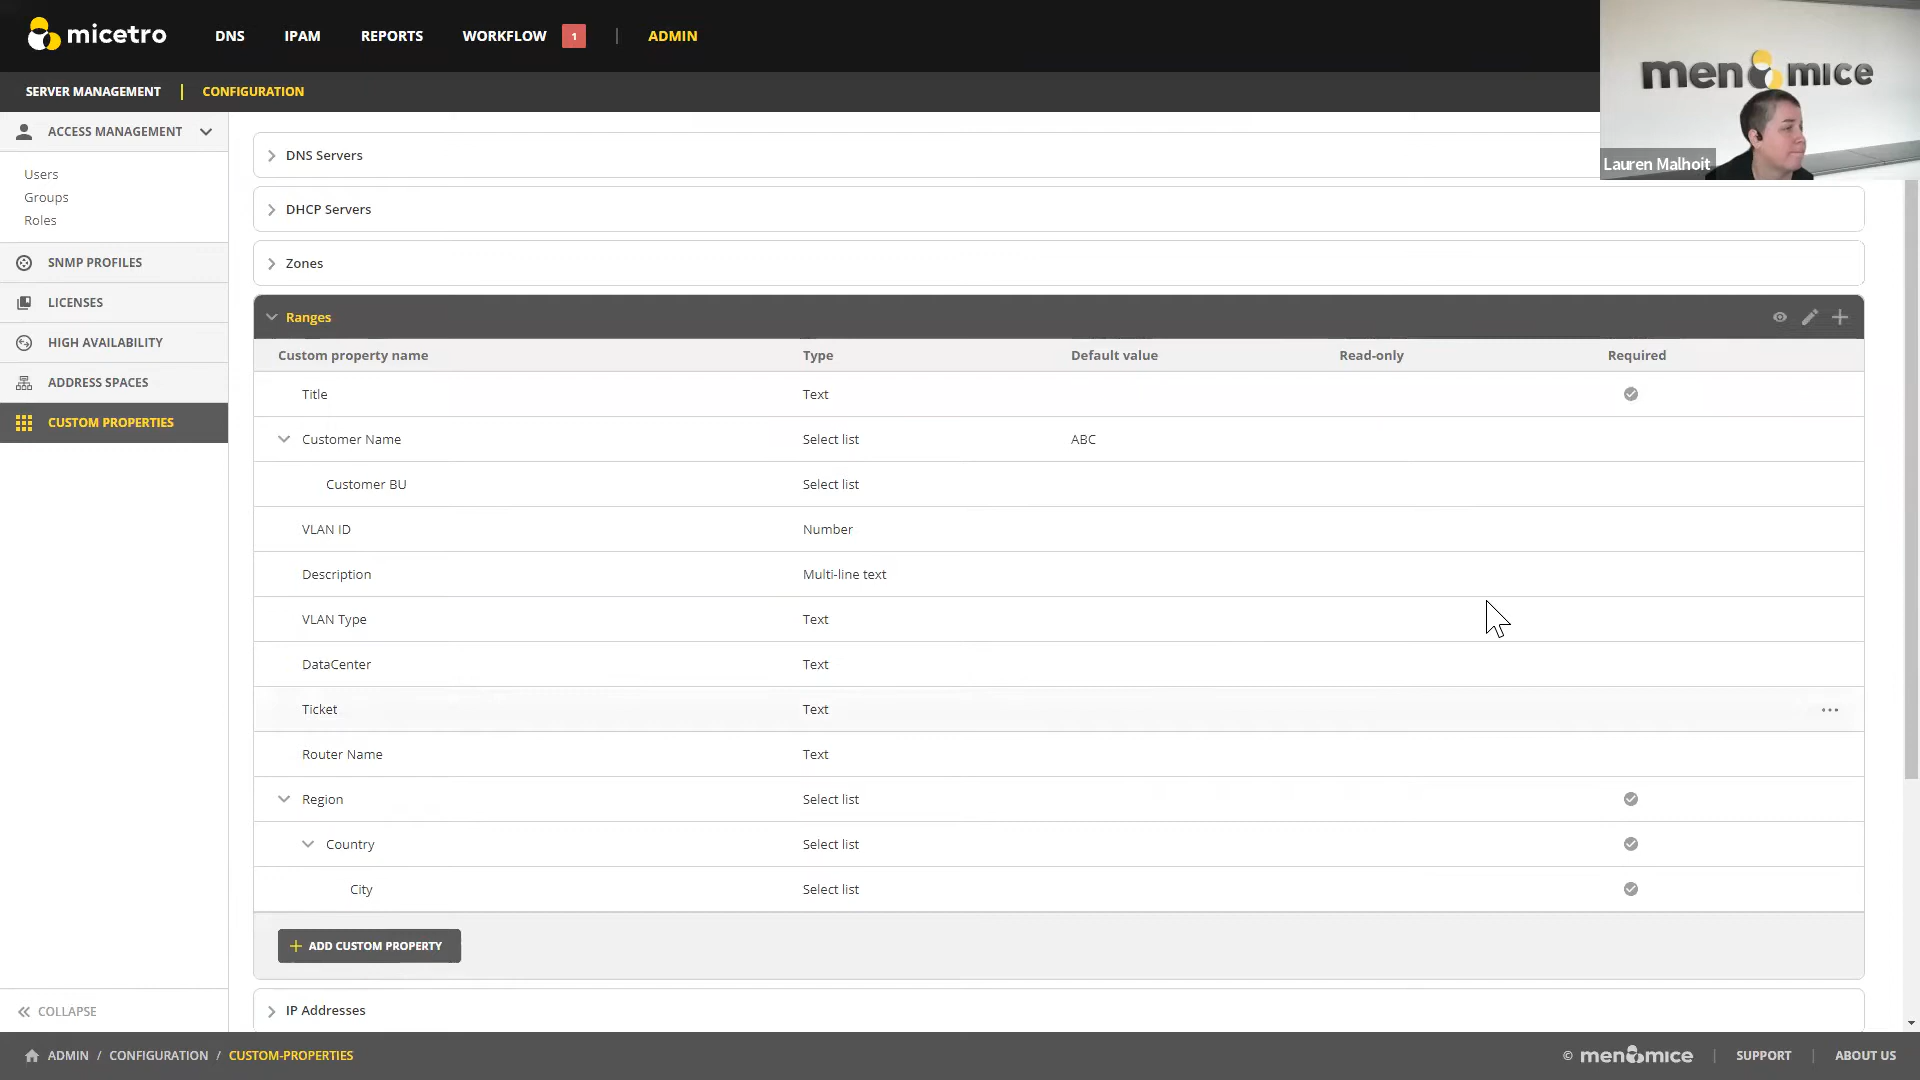 micetro
DNS IPAM REPORTS WORKFLOW 1 ADMIN
men mice
Lauren Malhoit
SERVER MANAGEMENT CONFIGURATION
ACCESS MANAGEMENT
Users
Groups
Roles
SNMP PROFILES
LICENSES
HIGH AVAILABILITY
ADDRESS SPACES
CUSTOM PROPERTIES
DNS Servers
DHCP Servers
Zones
Ranges
Custom property name Type Default value Read-only Required
Title Text
Customer Name Select list ABC
Customer BU Select list
VLAN ID Number
Description Multi-line text
VLAN Type Text
DataCenter Text
Ticket Text
Router Name Text
Region Select list
Country Select list
City Select list
+ ADD CUSTOM PROPERTY
IP Addresses
« COLLAPSE
ADMIN / CONFIGURATION / CUSTOM-PROPERTIES
© men mice | SUPPORT | ABOUT US